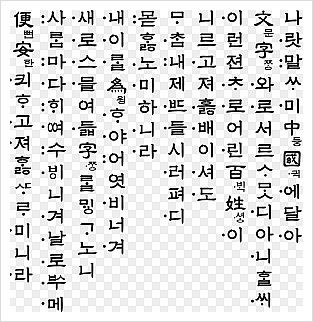 나랏말ᄊᆞ미中듕國귁에달아
文문字ᄍᆞᆼ와로서르ᄉᆞᄆᆞᆺ디아니ᄒᆞᆯᄊᆡ
이런젼ᄎᆞ로어린百ᄇᆡᆨ姓셩이
니르고져홇배이셔도
ᄆᆞᄎᆞᆷ내제ᄠᅳ들시러펴디
몯ᄒᆞᇙ노미하니라
내이ᄅᆞᆯ為윙ᄒᆞ야어엿비너겨
새로스믈여듧字ᄍᆞᆼᄅᆞᆯᄆᆡᇰᄀᆞ노니
사ᄅᆞᆷ마다ᄒᆡᅇᅧ수ᄫᅵ니겨날로ᄡᅮ메
便뼌安한킈ᄒᆞ고져ᄒᆞᇙᄯᆞᄅᆞ미니라